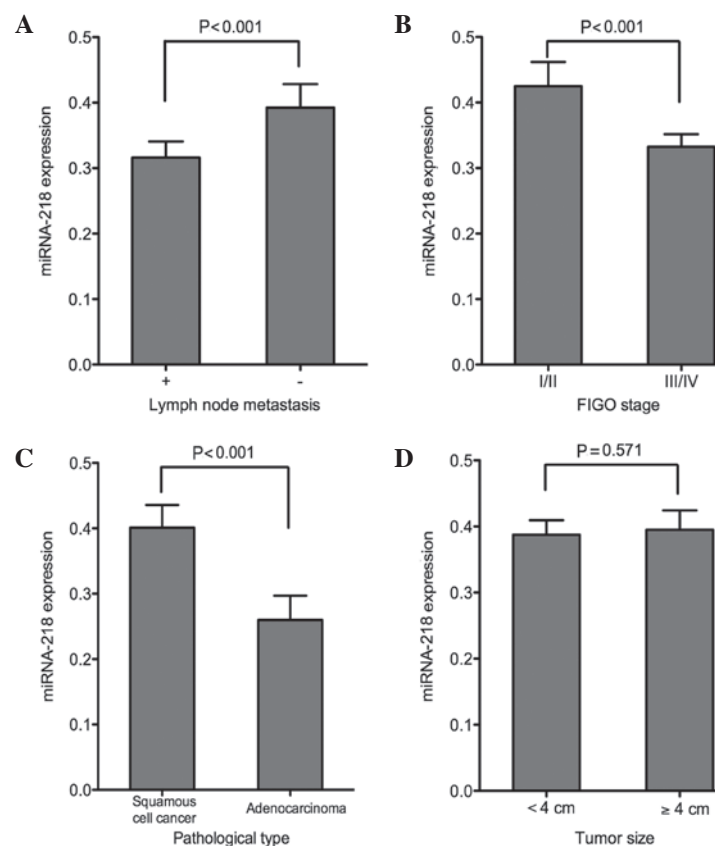 A
P<0.001
0.5
0.4
0.3
0.2
0.1
0.0
miRNA-218 expression
+
-
Lymph node metastasis
B
P<0.001
0.5
0.4
0.3
0.2
0.1
0.0
miRNA-218 expression
I/II
III/IV
FIGO stage
C
P<0.001
0.5
0.4
0.3
0.2
0.1
0.0
miRNA-218 expression
Squamous
cell cancer
Adenocarcinoma
Pathological type
D
P=0.571
0.5
0.4
0.3
0.2
0.1
0.0
miRNA-218 expression
< 4 cm
≥ 4 cm
Tumor size